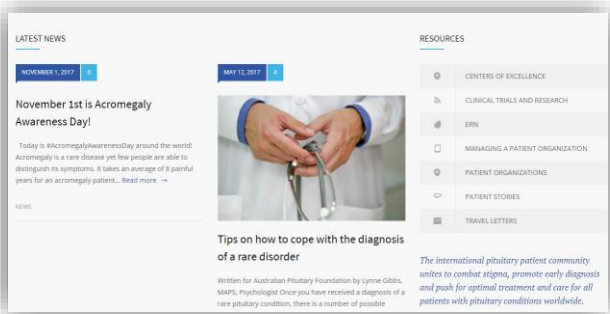 LATEST NEWS
NOVEMBER 1, 2017 0
November 1st is Acromegaly
Awareness Day!
Today is #AcromegalyAwarenessDay around the world!
Acromegaly is a rare disease yet few people are able to
distinguish its symptoms. It takes an average of 8 painful
years for an acromegaly patient... Read more →
NEWS
MAY 12, 2017 4
Tips on how to cope with the diagnosis
of a rare disorder
Written for Australian Pituitary Foundation by Lynne Gibbs,
MAPS, Psychologist Once you have received a diagnosis of a
rare pituitary condition, there is a number of possible
RESOURCES
CENTERS OF EXCELLENCE
CLINICAL TRIALS AND RESEARCH
ERN
MANAGING A PATIENT ORGANIZATION
PATIENT ORGANIZATIONS
PATIENT STORIES
TRAVEL LETTERS
The international pituitary patient community
unites to combat stigma, promote early diagnosis
and push for optimal treatment and care for all
patients with pituitary conditions worldwide.